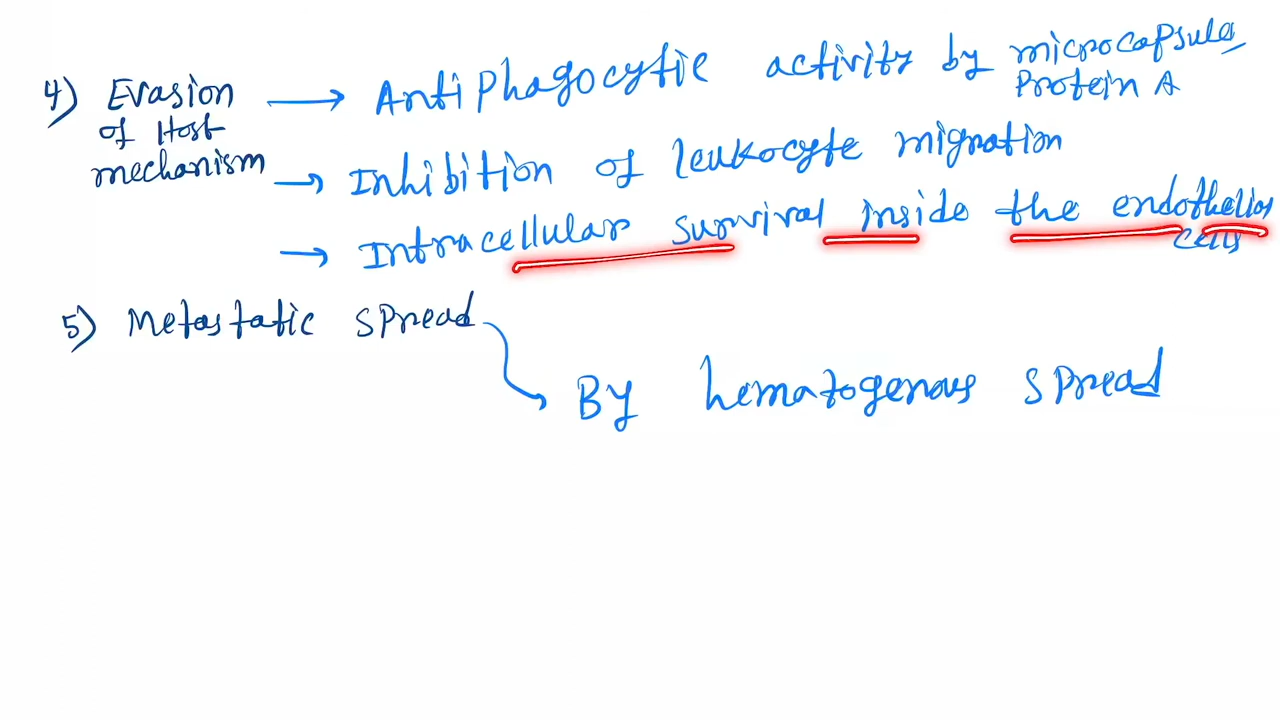 4) Evasion of Host mechanism → Antiphagocytic activity by microcapsule, Protein A
→ Inhibition of leukocyte migration
→ Intracellular survival inside the endothelial cells
5) Metastatic spread
By hematogenous spread